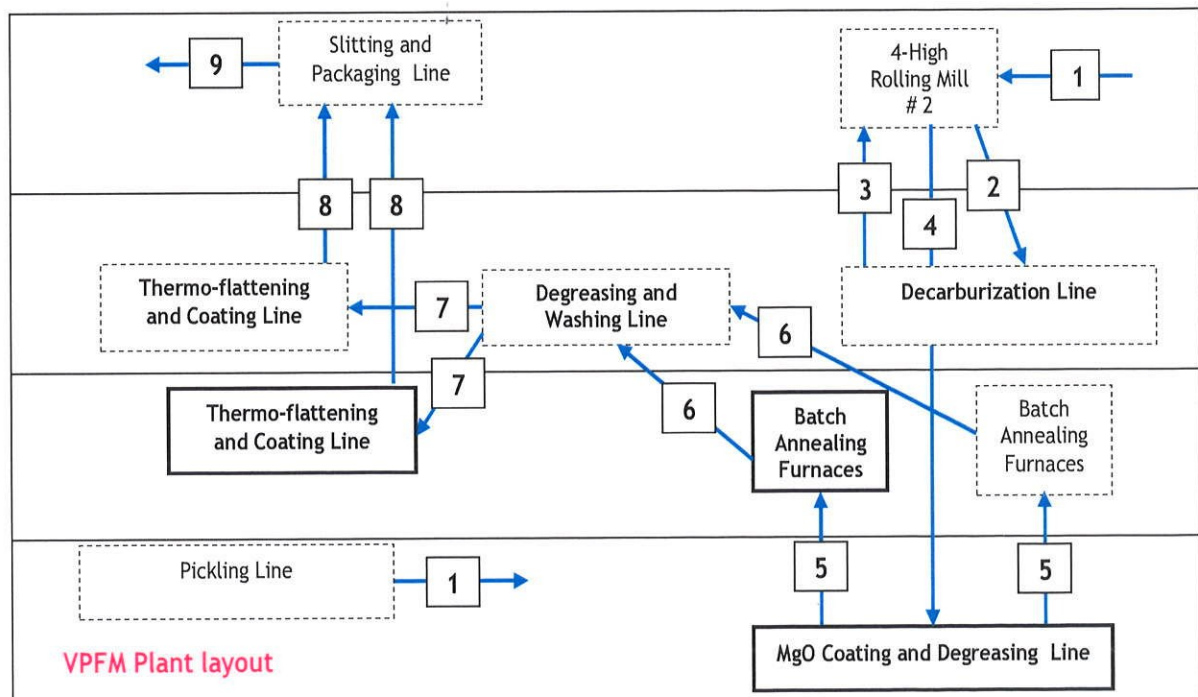 Slitting and
Packaging Line
9
4-High
Rolling Mill
# 2
1
8
8
3
4
2
Thermo-flattening
and Coating Line
7
Degreasing and
Washing Line
6
Decarburization Line
7
Thermo-flattening
and Coating Line
6
Batch
Annealing
Furnaces
Batch
Annealing
Furnaces
Pickling Line
1
5
5
MgO Coating and Degreasing Line
VPFM Plant layout